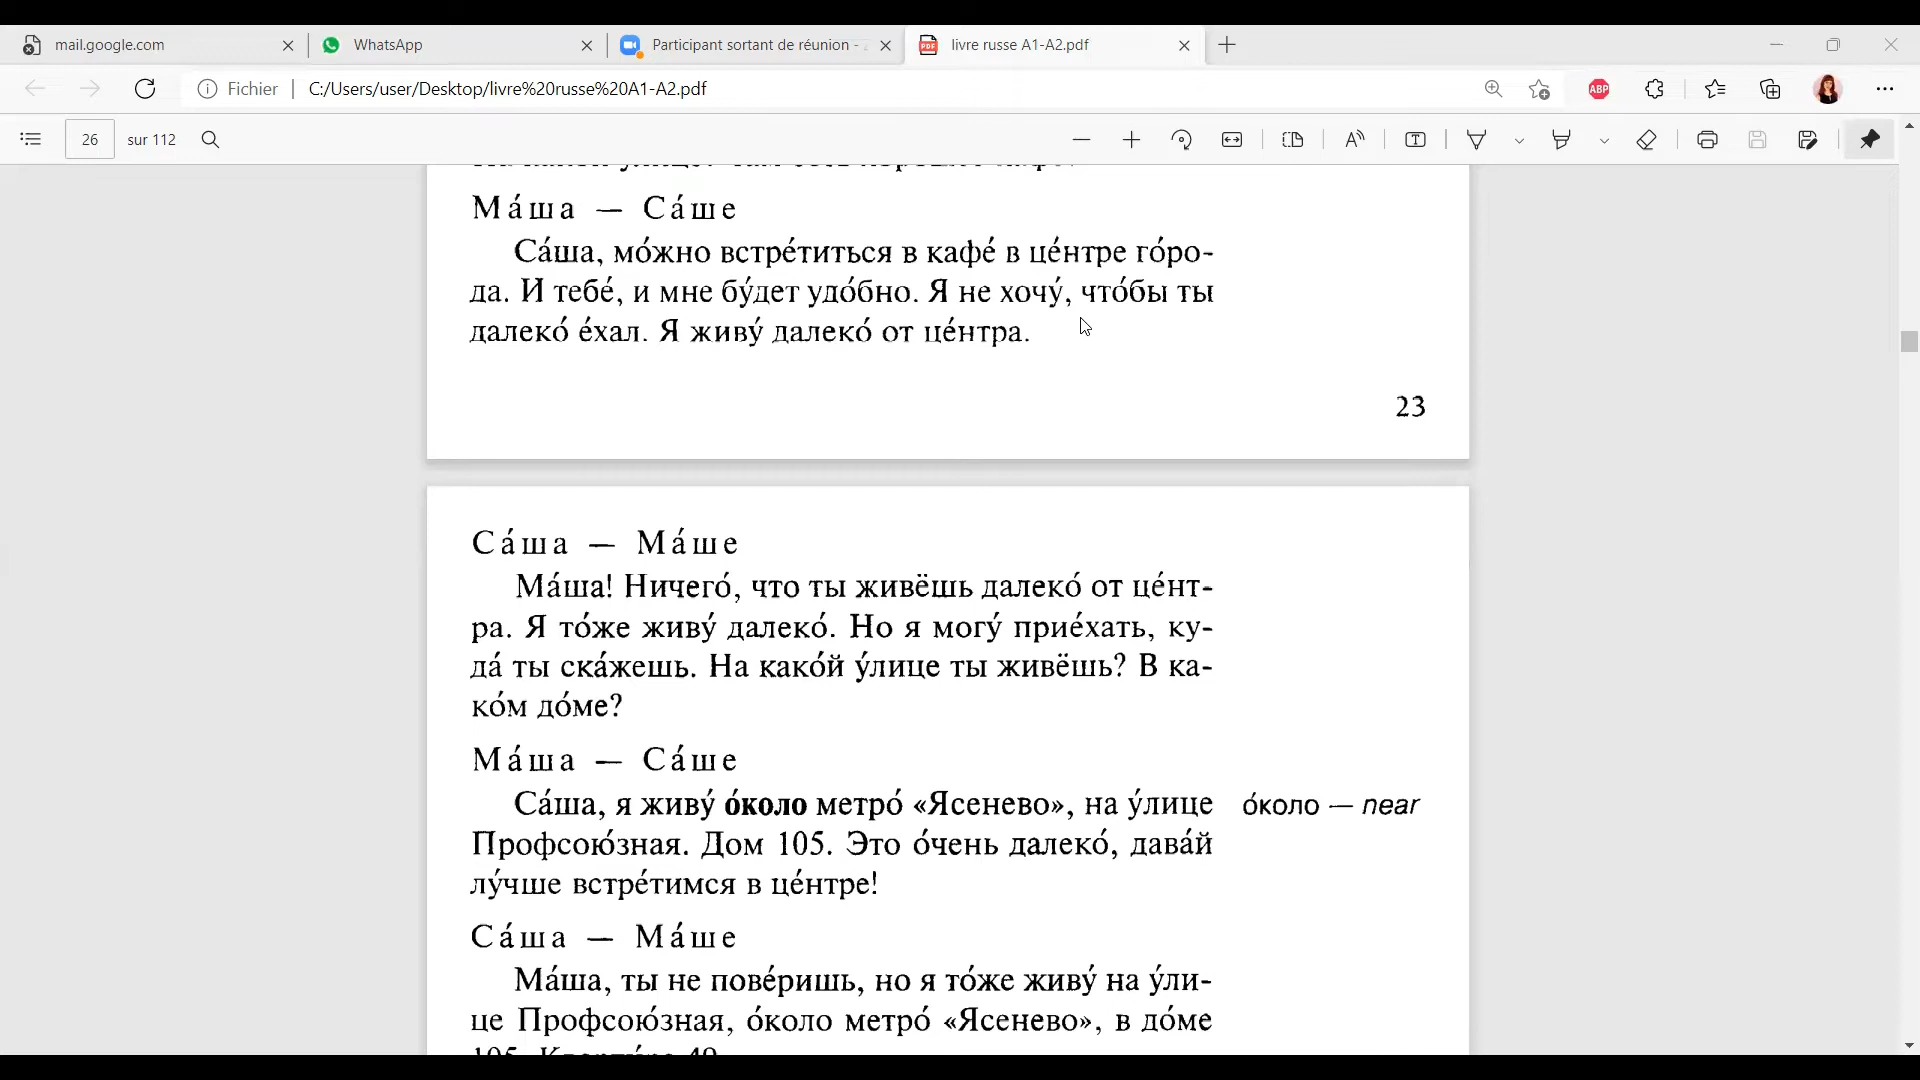 mail.google.com
WhatsApp
Participant sortant de réunion -
livre russe A1-A2.pdf
Fichier
C:/Users/user/Desktop/livre%20russe%20A1-A2.pdf
ABP
26 sur 112
Ма́ша — Са́ше
Са́ша, мо́жно встре́титься в кафе́ в це́нтре го́ро-
да. И тебе́, и мне бу́дет удо́бно. Я не хочу́, что́бы ты
далеко́ е́хал. Я живу́ далеко́ от це́нтра.
23
Са́ша — Ма́ше
Ма́ша! Ничего́, что ты живёшь далеко́ от це́нт-
ра. Я то́же живу́ далеко́. Но я могу́ прие́хать, ку-
да́ ты ска́жешь. На како́й у́лице ты живёшь? В ка-
ко́м до́ме?
Ма́ша — Са́ше
Са́ша, я живу́ о́коло метро́ «Ясенево», на у́лице
о́коло — near
Профсою́зная. Дом 105. Это о́чень далеко́, дава́й
лу́чше встре́тимся в це́нтре!
Са́ша — Ма́ше
Ма́ша, ты не пове́ришь, но я то́же живу́ на у́ли-
це Профсою́зная, о́коло метро́ «Ясенево», в до́ме